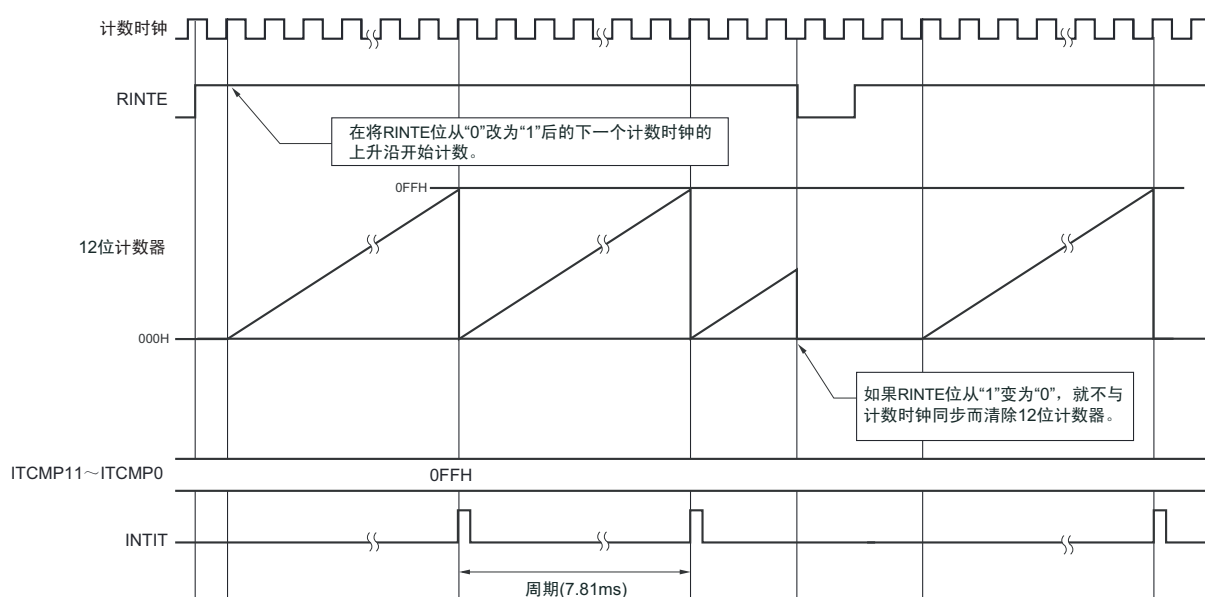 计数时钟
RINTE
在将RINTE位从“0”改为“1”后的下一个计数时钟的
上升沿开始计数。
0FFH
12位计数器
000H
如果RINTE位从“1”变为“0”，就不与
计数时钟同步而清除12位计数器。
ITCMP11～ITCMP0
0FFH
INTIT
周期(7.81ms)